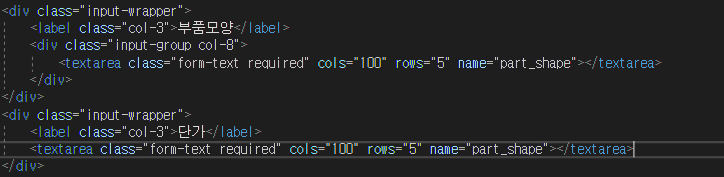 <div class="input-wrapper">
<label class="col-3">부품모양</label>
<div class="input-group col-8">
<textarea class="form-text required" cols="100" rows="5" name="part_shape"></textarea>
</div>
</div>
<div class="input-wrapper">
<label class="col-3">단가</label>
<textarea class="form-text required" cols="100" rows="5" name="part_shape"></textarea>
</div>